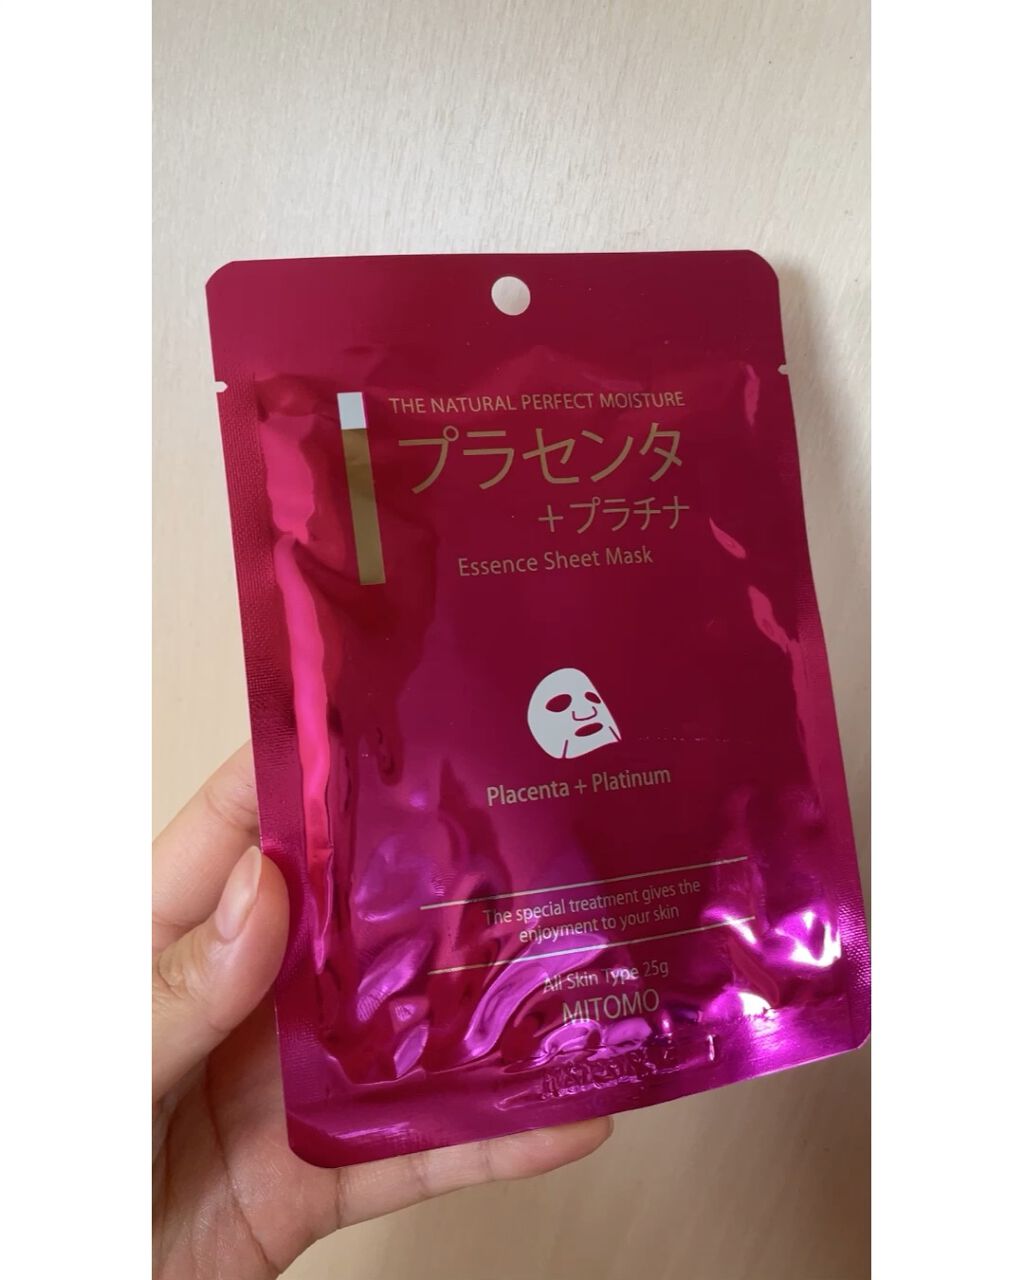 THE NATURAL PERFECT MOISTURE
プラセンタ
+プラチナ
Essence Sheet Mask
Placenta + Platinum
The special treatment gives the
enjoyment to your skin
All Skin Type 25g
MITOMO